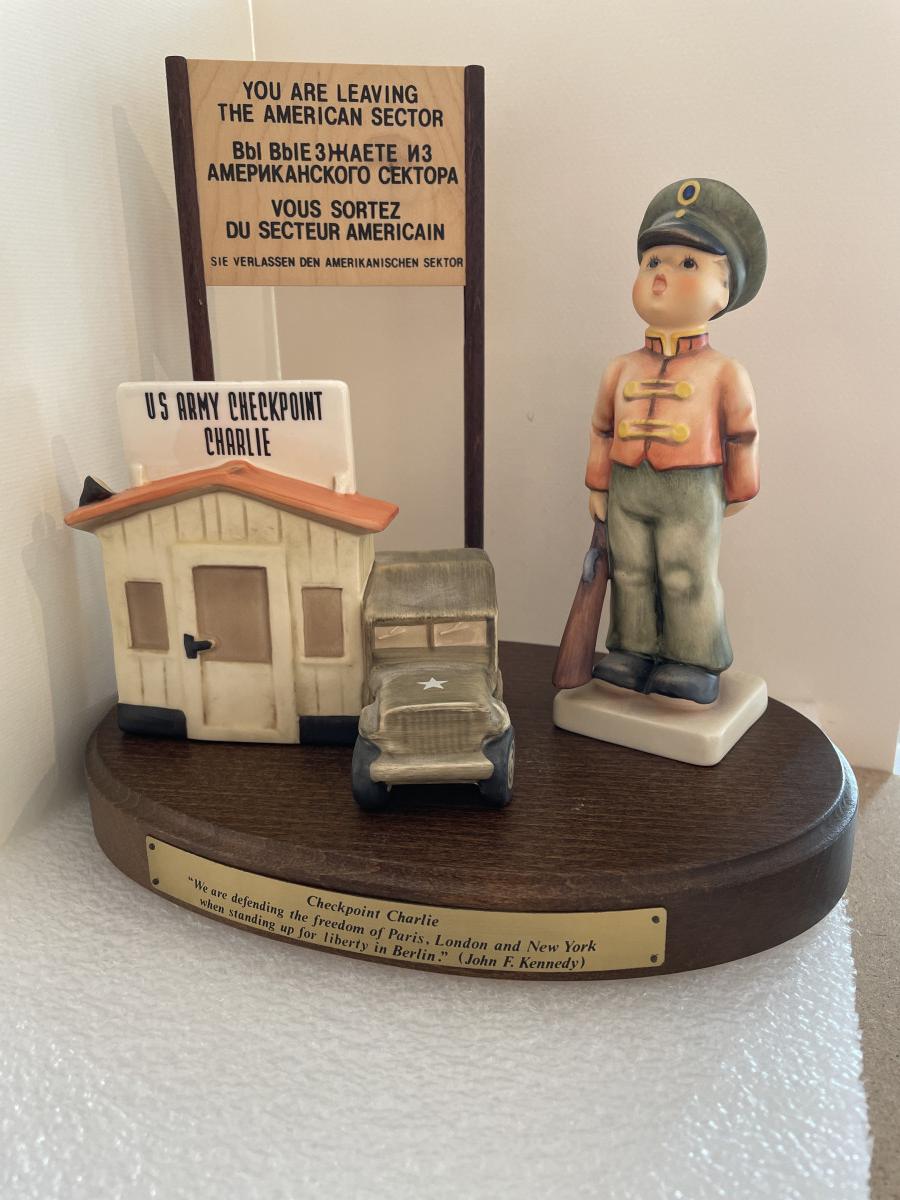 YOU ARE LEAVING
THE AMERICAN SECTOR
ВЫ ВЫЕЗЖАЕТЕ ИЗ
АМЕРИКАНСКОГО СЕКТОРА
VOUS SORTEZ
DU SECTEUR AMERICAIN
SIE VERLASSEN DEN AMERIKANISCHEN SEKTOR
US ARMY CHECKPOINT
CHARLIE
Checkpoint Charlie
"We are defending the freedom of Paris, London and New York
when standing up for liberty in Berlin." (John F. Kennedy)